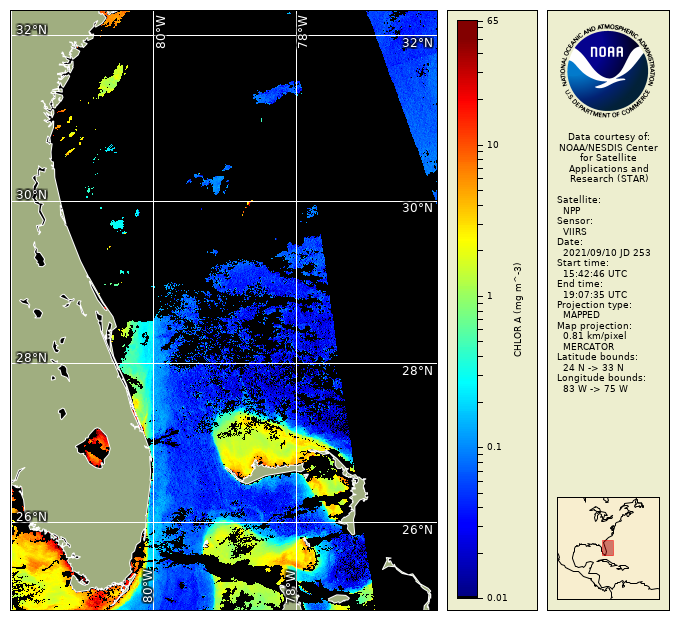 80°W
78°W
32°N
32°N
30°N
30°N
28°N
28°N
26°N
26°N
80°W
78°W
65
10
1
0.1
0.01
CHLOR A (mg m^-3)
NATIONAL OCEANIC AND ATMOSPHERIC ADMINISTRATION
NOAA
U.S. DEPARTMENT OF COMMERCE
Data courtesy of:
NOAA/NESDIS Center
for Satellite
Applications and
Research (STAR)
Satellite:
NPP
Sensor:
VIIRS
Date:
2021/09/10 JD 253
Start time:
15:42:46 UTC
End time:
19:07:35 UTC
Projection type:
MAPPED
Map projection:
0.81 km/pixel
MERCATOR
Latitude bounds:
24 N -> 33 N
Longitude bounds:
83 W -> 75 W